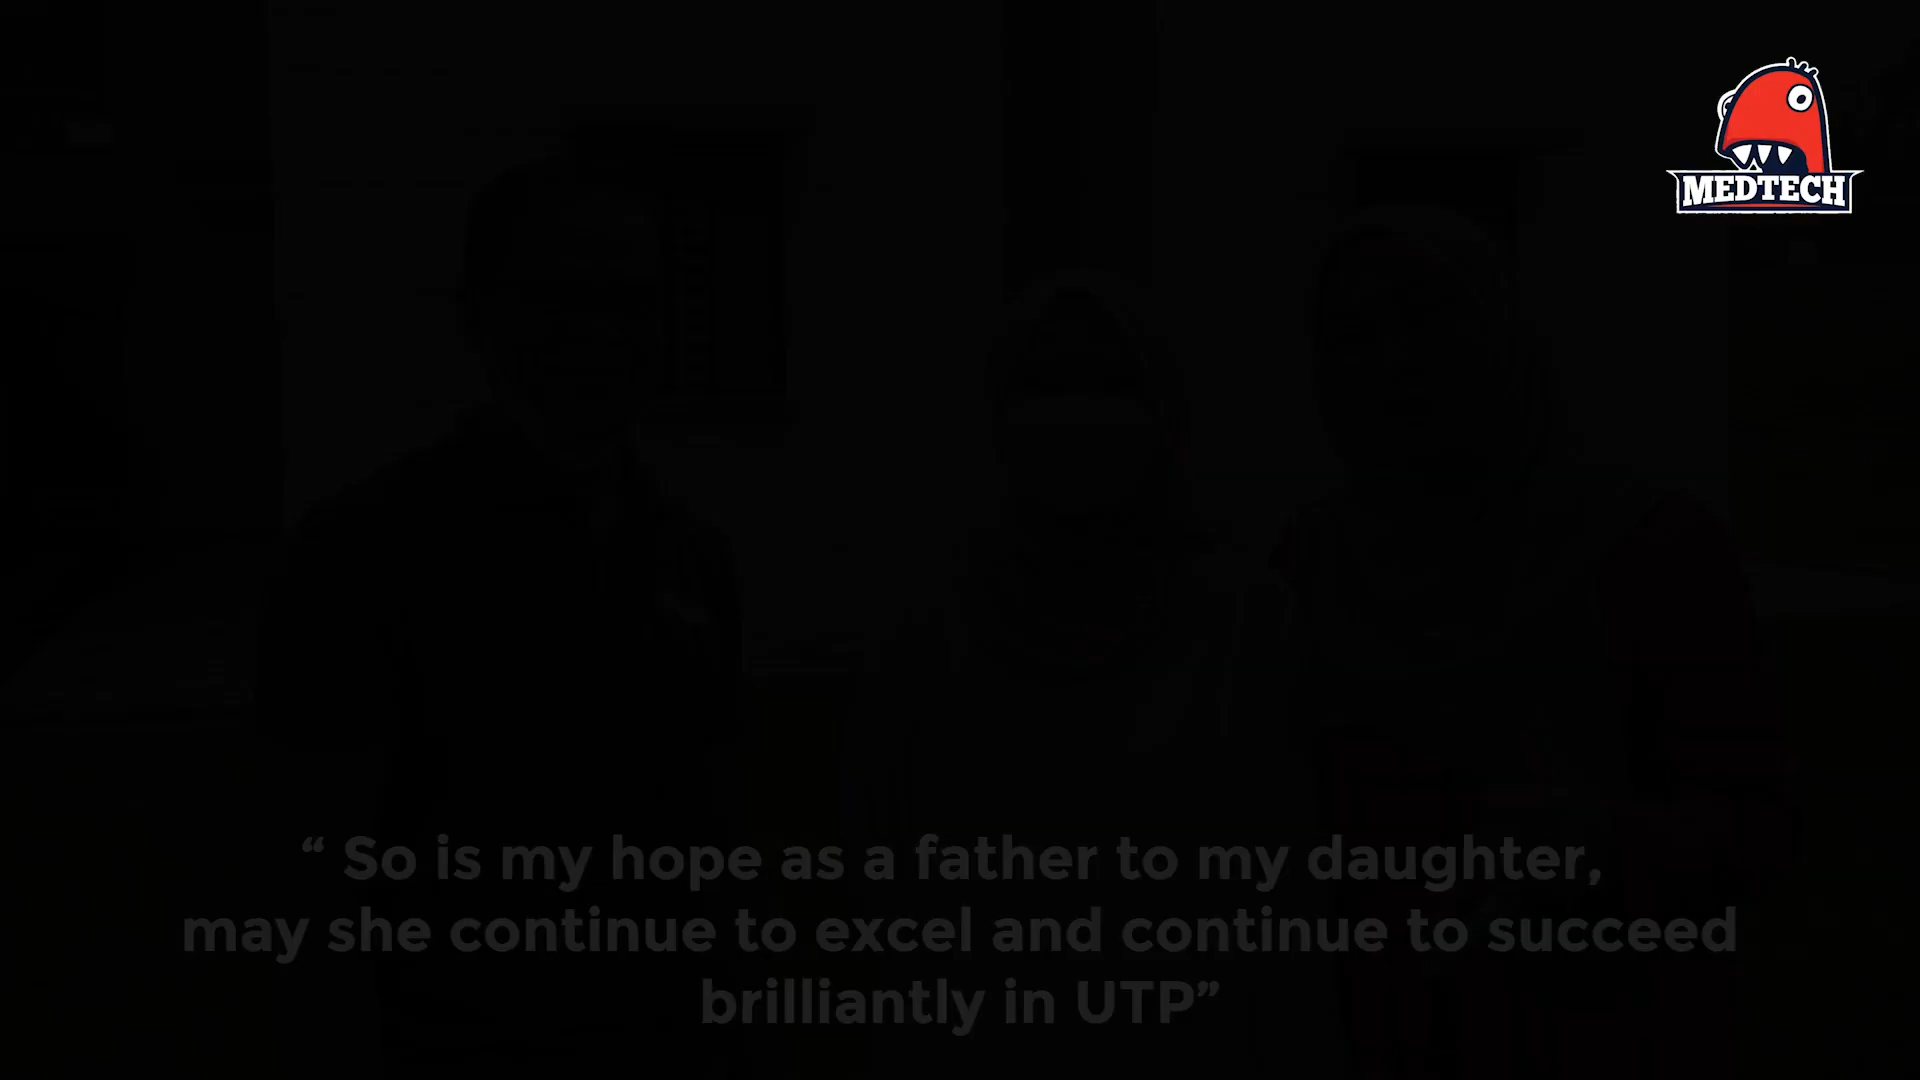 MEDTECH
“ So is my hope as a father to my daughter,
may she continue to excel and continue to succeed
brilliantly in UTP”